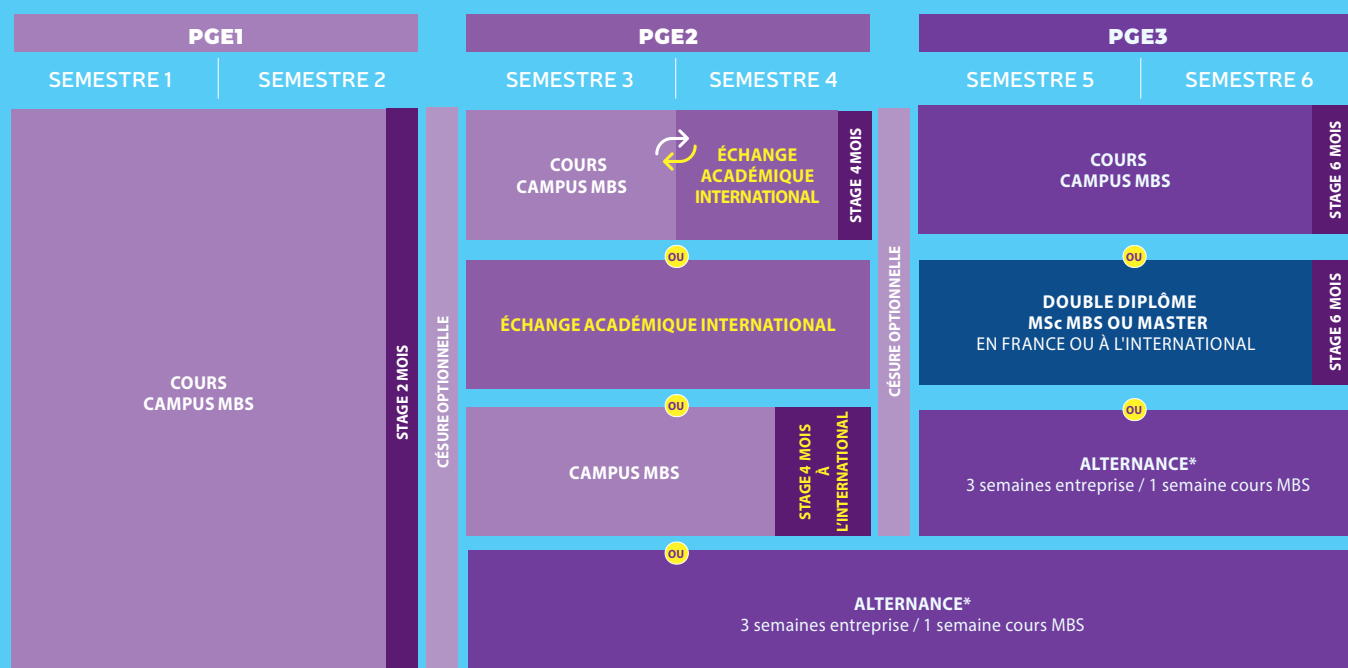 PGE1
SEMESTRE 1
SEMESTRE 2
COURS
CAMPUS MBS
STAGE 2 MOIS
CÉSURE OPTIONNELLE
PGE2
SEMESTRE 3
SEMESTRE 4
COURS
CAMPUS MBS
ÉCHANGE
ACADÉMIQUE
INTERNATIONAL
STAGE 4 MOIS
OU
ÉCHANGE ACADÉMIQUE INTERNATIONAL
OU
CAMPUS MBS
STAGE 4 MOIS
À
L'INTERNATIONAL
CÉSURE OPTIONNELLE
PGE3
SEMESTRE 5
SEMESTRE 6
COURS
CAMPUS MBS
STAGE 6 MOIS
OU
DOUBLE DIPLÔME
MSc MBS OU MASTER
EN FRANCE OU À L'INTERNATIONAL
STAGE 6 MOIS
OU
ALTERNANCE*
3 semaines entreprise / 1 semaine cours MBS
OU
ALTERNANCE*
3 semaines entreprise / 1 semaine cours MBS